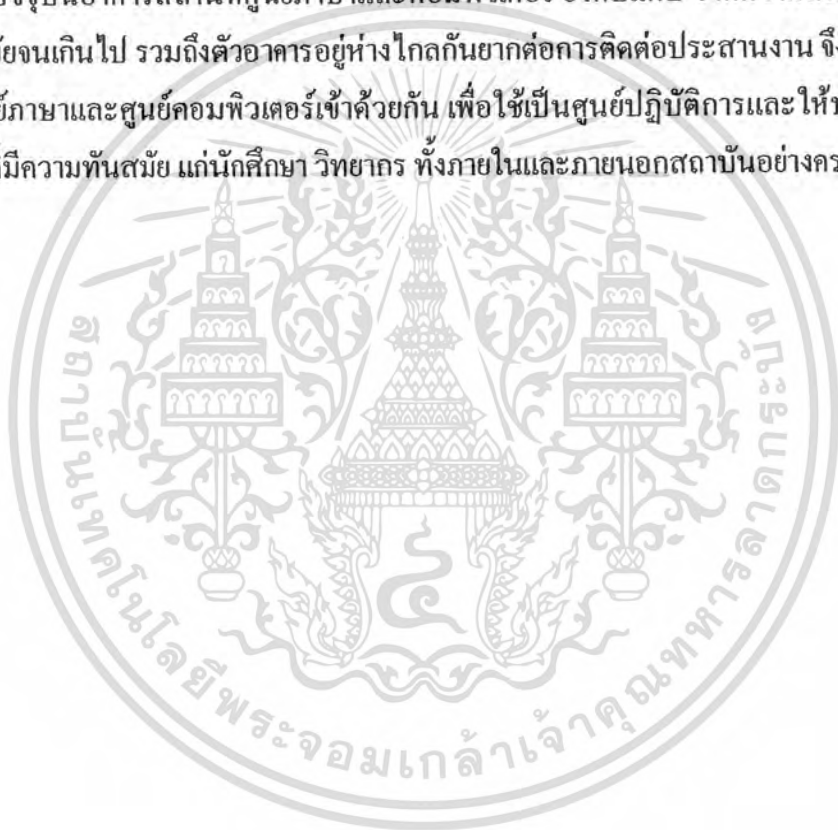 ัยจนเกินไป รวมถึงตัวอาคารอยู่ห่างไกลกันยากต่อการติดต่อประสานงาน จึง
ย์ภาษาและศูนย์คอมพิวเตอร์เข้าด้วยกัน เพื่อใช้เป็นศูนย์ปฏิบัติการและให้
ี่มีความทันสมัย แก่นักศึกษา วิทยากร ทั้งภายในและภายนอกสถาบันอย่างคร
สถาบันเทคโนโลยีพระจอมเกล้าเจ้าคุณทหารลาดกระบัง